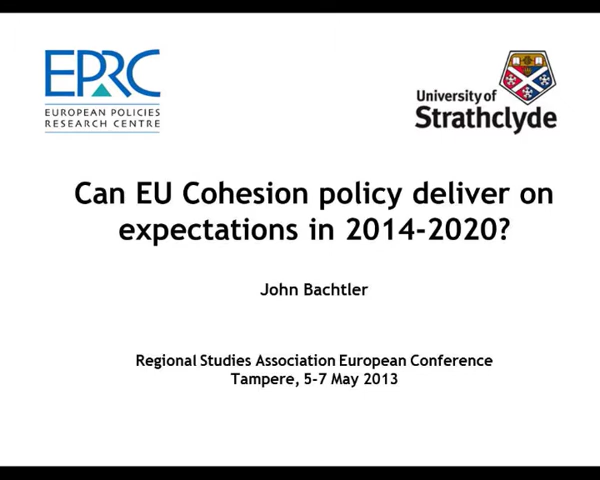 EPRC
EUROPEAN POLICIES
RESEARCH CENTRE
University of
Strathclyde
Can EU Cohesion policy deliver on
expectations in 2014-2020?
John Bachtler
Regional Studies Association European Conference
Tampere, 5-7 May 2013